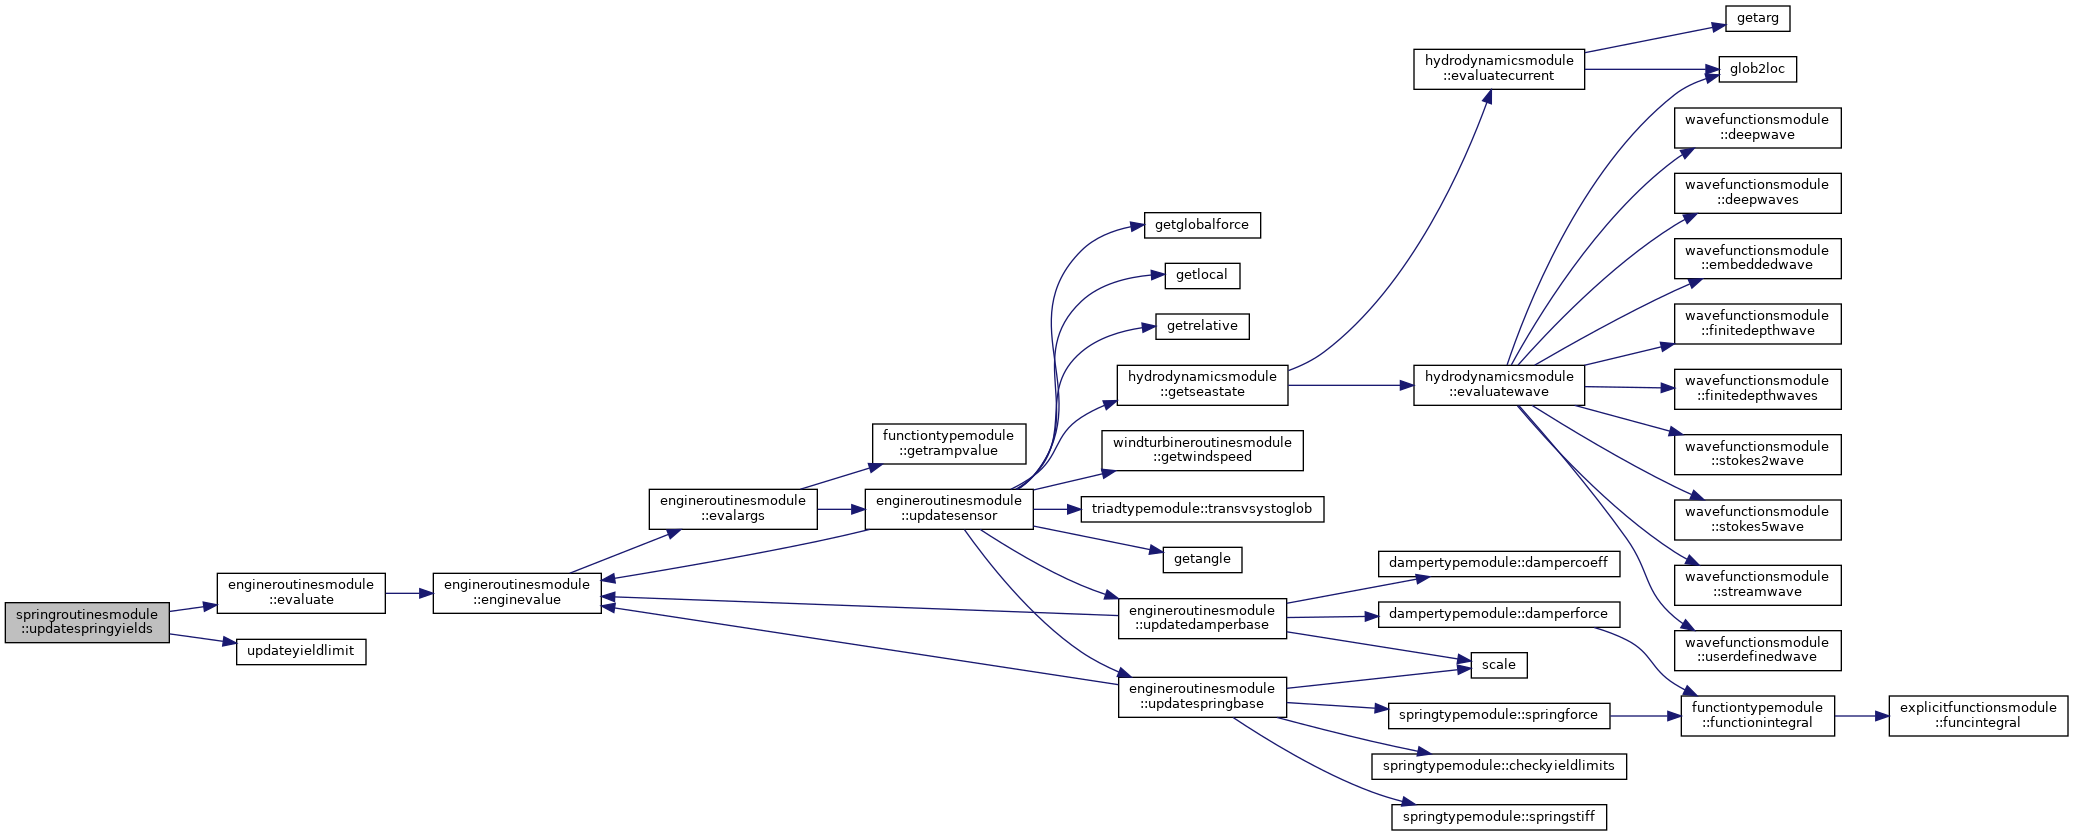 getarg
hydrodynamicsmodule
::evaluatecurrent
glob2loc
wavefunctionsmodule
::deepwave
wavefunctionsmodule
::deepwaves
getglobalforce
wavefunctionsmodule
::embeddedwave
getlocal
getrelative
wavefunctionsmodule
::finitedepthwave
hydrodynamicsmodule
::getseastate
hydrodynamicsmodule
::evaluatewave
wavefunctionsmodule
::finitedepthwaves
functiontypemodule
::getrampvalue
windturbineroutinesmodule
::getwindspeed
wavefunctionsmodule
::stokes2wave
engineroutinesmodule
::evalargs
engineroutinesmodule
::updatesensor
triadtypemodule::transvsystoglob
wavefunctionsmodule
::stokes5wave
getangle
dampertypemodule::dampercoeff
engineroutinesmodule
::evaluate
engineroutinesmodule
::enginevalue
wavefunctionsmodule
::streamwave
springroutinesmodule
::updatespringyields
engineroutinesmodule
::updatedamperbase
dampertypemodule::damperforce
updateyieldlimit
wavefunctionsmodule
::userdefinedwave
scale
engineroutinesmodule
::updatespringbase
springtypemodule::springforce
functiontypemodule
::functionintegral
explicitfunctionsmodule
::funcintegral
springtypemodule::checkyieldlimits
springtypemodule::springstiff